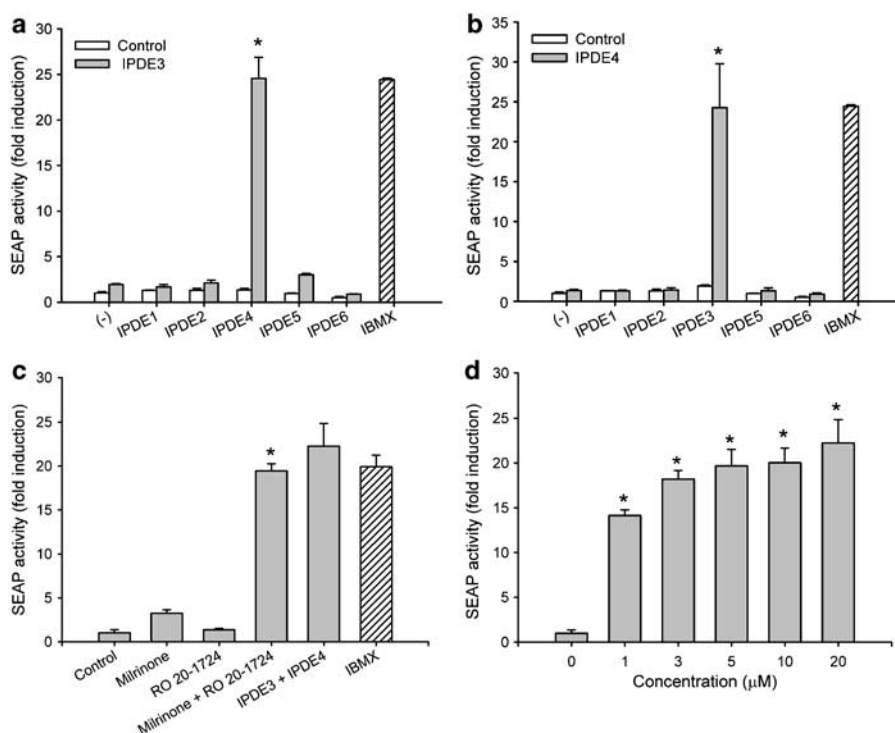 a
SEAP activity (fold induction)
30
25
20
15
10
5
0
Control
IPDE3
*
(-)
IPDE1
IPDE2
IPDE4
IPDE5
IPDE6
IBMX
b
SEAP activity (fold induction)
35
30
25
20
15
10
5
0
Control
IPDE4
*
(-)
IPDE1
IPDE2
IPDE3
IPDE5
IPDE6
IBMX
c
SEAP activity (fold induction)
30
25
20
15
10
5
0
*
Control
Milrinone
RO 20-1724
Milrinone + RO 20-1724
IPDE3 + IPDE4
IBMX
d
SEAP activity (fold induction)
30
25
20
15
10
5
0
*
*
*
*
*
0
1
3
5
10
20
Concentration (μM)